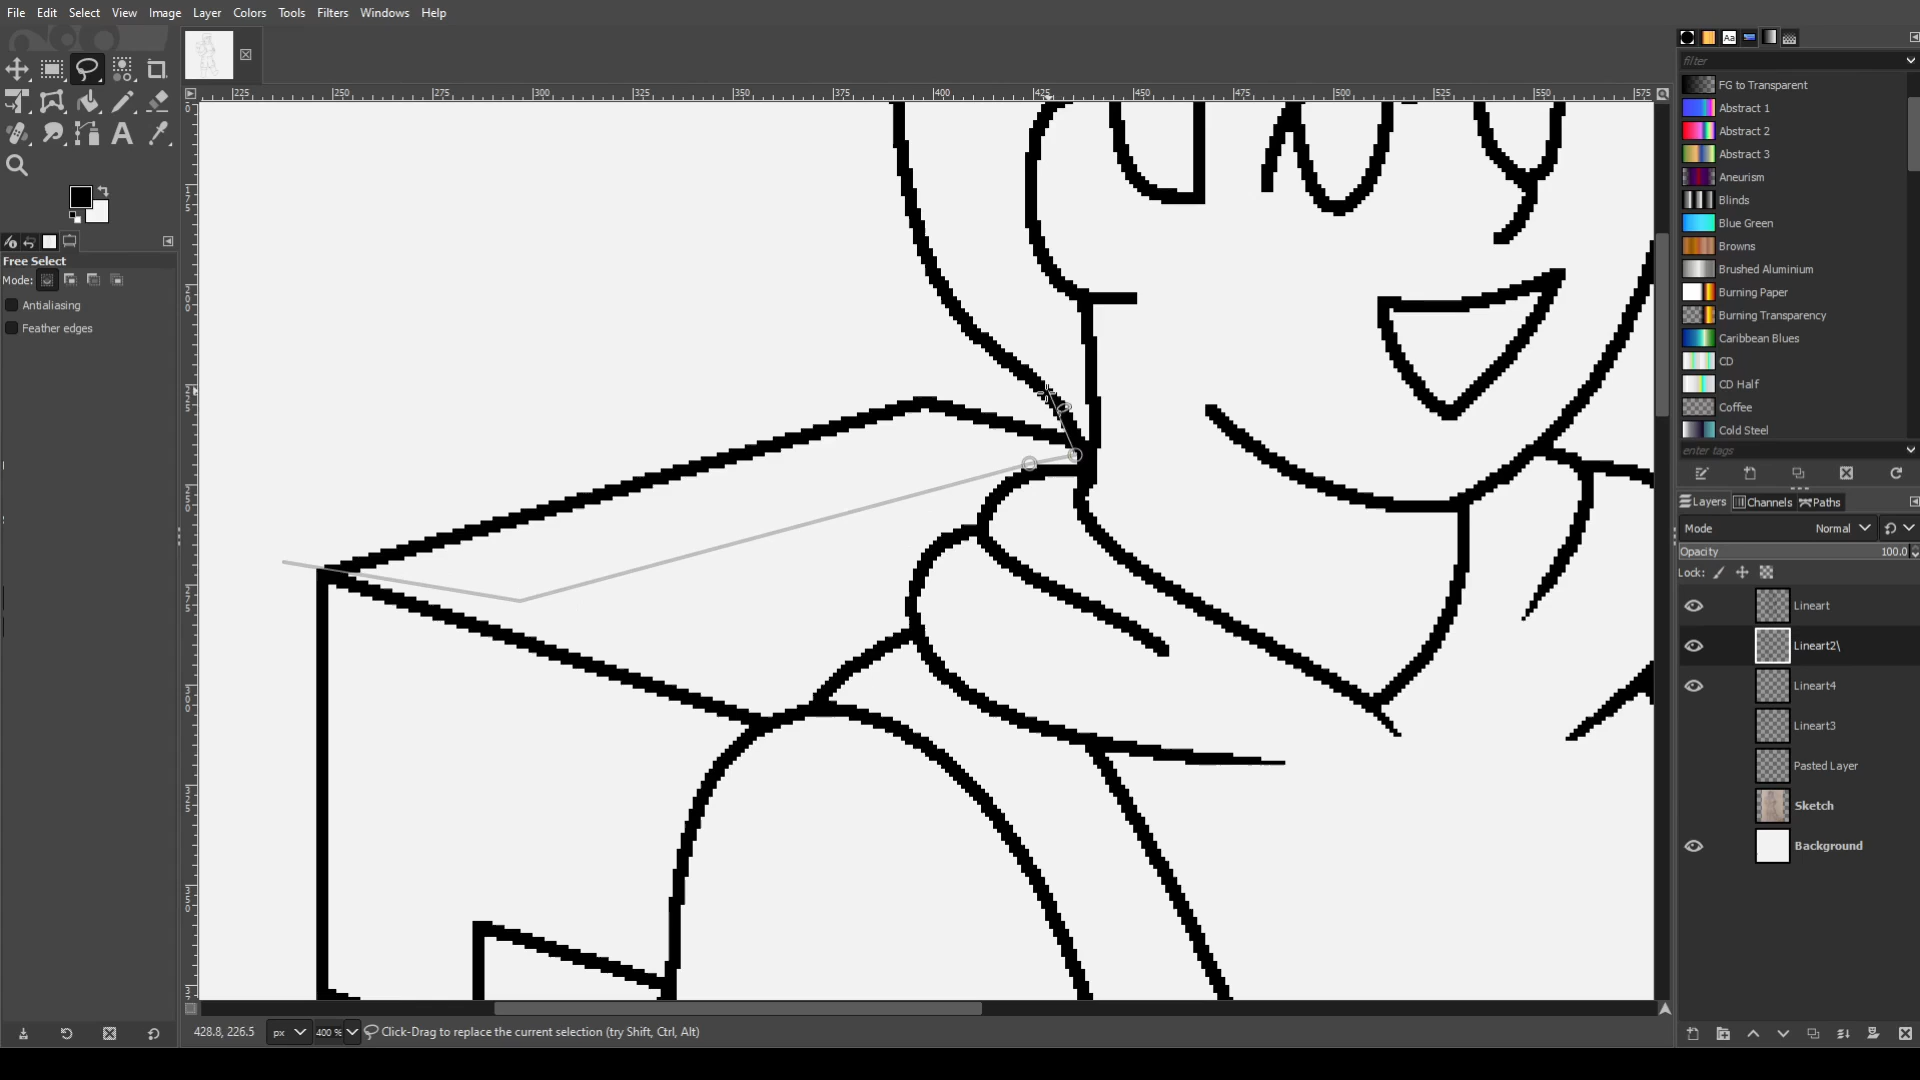 File Edit Select View Image Layer Colors Tools Filters Windows Help
225 250 275 300 325 350 375 400 425 450 475 500 525 550 575
filter
FG to Transparent
Abstract 1
Abstract 2
Abstract 3
Aneurism
Blinds
Blue Green
Browns
Brushed Aluminium
Burning Paper
Burning Transparency
Caribbean Blues
CD
CD Half
Coffee
Cold Steel
enter tags
Free Select
Mode:
Antialiasing
Feather edges
Layers Channels Paths
Mode Normal
Opacity 100.0
Lock:
Lineart
Lineart2\
Lineart4
Lineart3
Pasted Layer
Sketch
Background
428.8, 226.5 px 400 % Click-Drag to replace the current selection (try Shift, Ctrl, Alt)